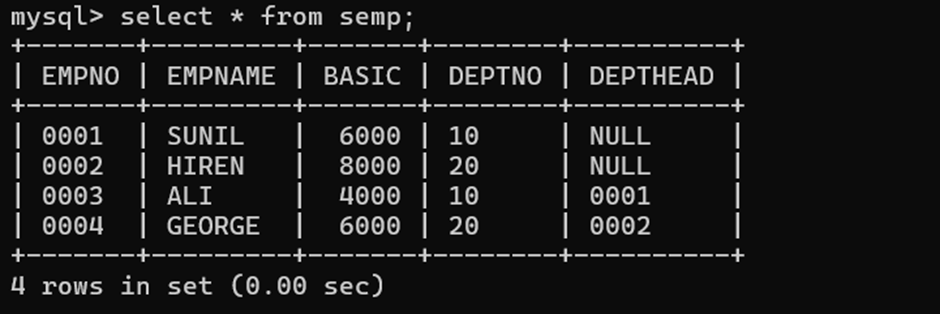 mysql> select * from semp;
+-------+---------+-------+--------+----------+
| EMPNO | EMPNAME | BASIC | DEPTNO | DEPTHEAD |
+-------+---------+-------+--------+----------+
| 0001  | SUNIL   |  6000 | 10     | NULL     |
| 0002  | HIREN   |  8000 | 20     | NULL     |
| 0003  | ALI     |  4000 | 10     | 0001     |
| 0004  | GEORGE  |  6000 | 20     | 0002     |
+-------+---------+-------+--------+----------+
4 rows in set (0.00 sec)